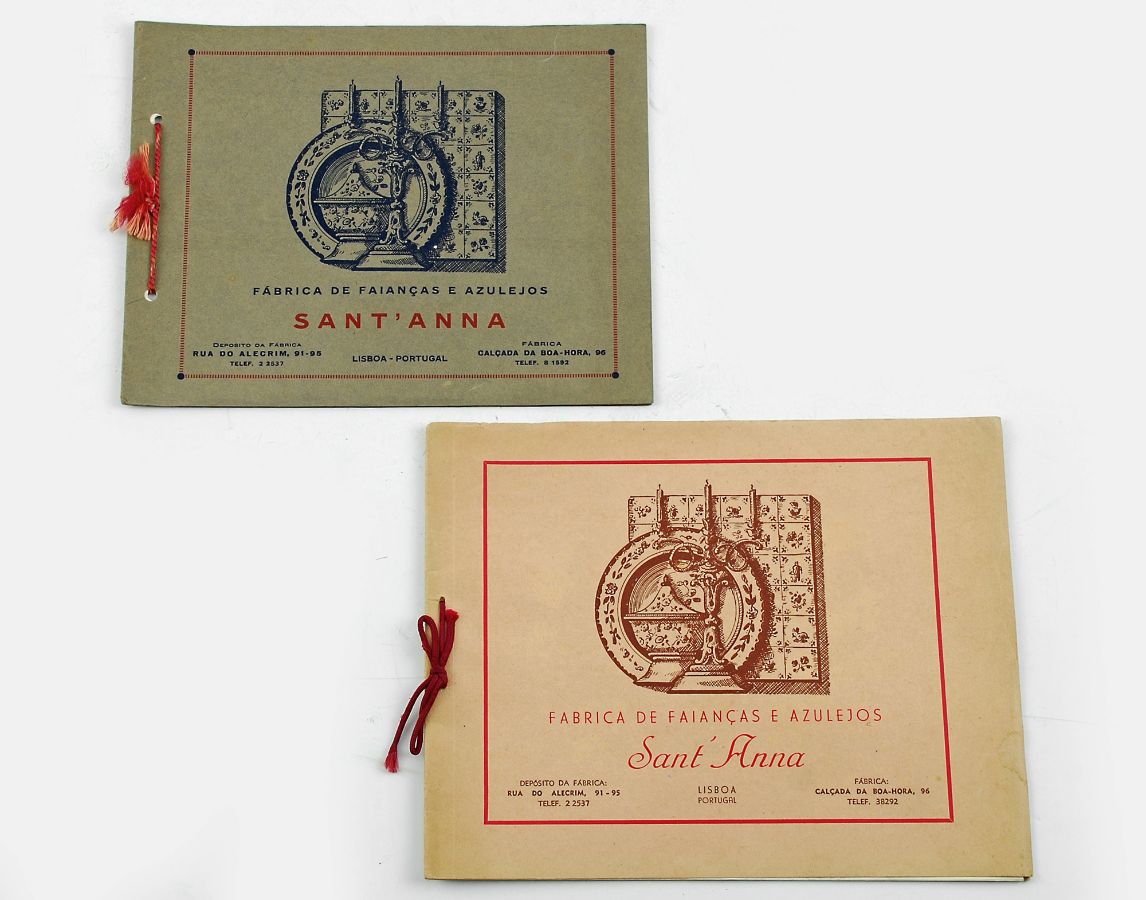 FÁBRICA DE FAIANÇAS E AZULEJOS
SANT'ANNA
DEPOSITO DA FÁBRICA
RUA DO ALECRIM, 91-95
TELEF. 2 2537
LISBOA - PORTUGAL
FÁBRICA
CALÇADA DA BOA-HORA, 96
TELEF. 8 1592
FABRICA DE FAIANÇAS E AZULEJOS
Sant'Anna
DEPÓSITO DA FÁBRICA:
RUA DO ALECRIM, 91-95
TELEF. 2 2537
LISBOA
PORTUGAL
FÁBRICA:
CALÇADA DA BOA-HORA, 96
TELEF. 38292